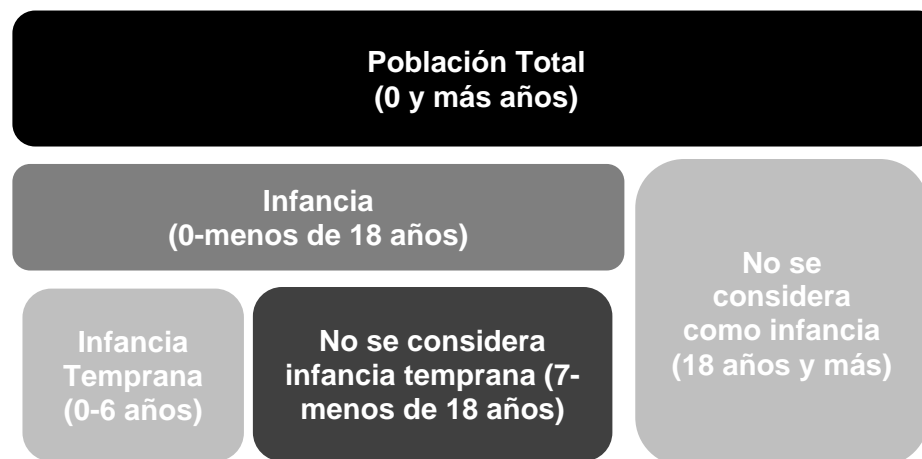 Población Total
(0 y más años)
Infancia
(0-menos de 18 años)
Infancia
Temprana
(0-6 años)
No se considera
infancia temprana (7-
menos de 18 años)
No se
considera
como infancia
(18 años y más)